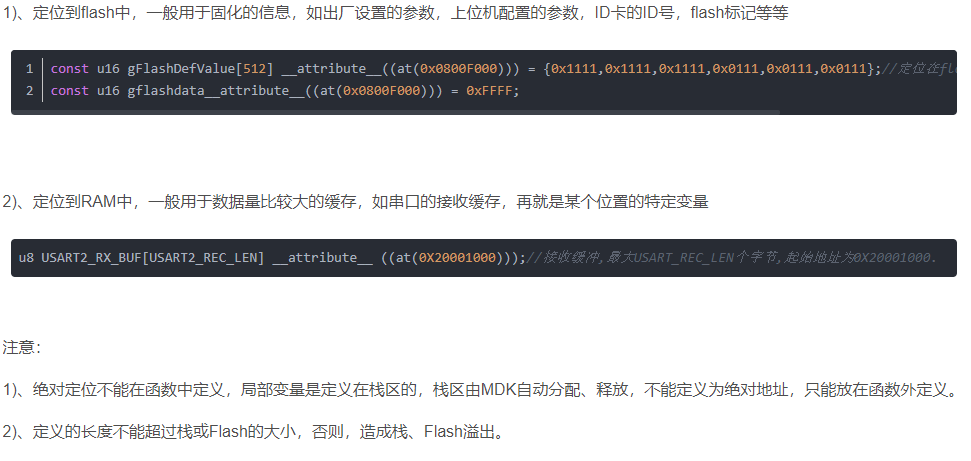 1)、定位到flash中，一般用于固化的信息，如出厂设置的参数，上位机配置的参数，ID卡的ID号，flash标记等等
1 const u16 gFlashDefValue[512] __attribute__((at(0x0800F000))) = {0x1111,0x1111,0x1111,0x0111,0x0111,0x0111};//定位在fl
2 const u16 gflashdata__attribute__((at(0x0800F000))) = 0xFFFF;
2)、定位到RAM中，一般用于数据量比较大的缓存，如串口的接收缓存，再就是某个位置的特定变量
u8 USART2_RX_BUF[USART2_REC_LEN] __attribute__ ((at(0X20001000)));//接收缓冲,最大USART_REC_LEN个字节,起始地址为0X20001000.
注意：
1)、绝对定位不能在函数中定义，局部变量是定义在栈区的，栈区由MDK自动分配、释放，不能定义为绝对地址，只能放在函数外定义。
2)、定义的长度不能超过栈或Flash的大小，否则，造成栈、Flash溢出。